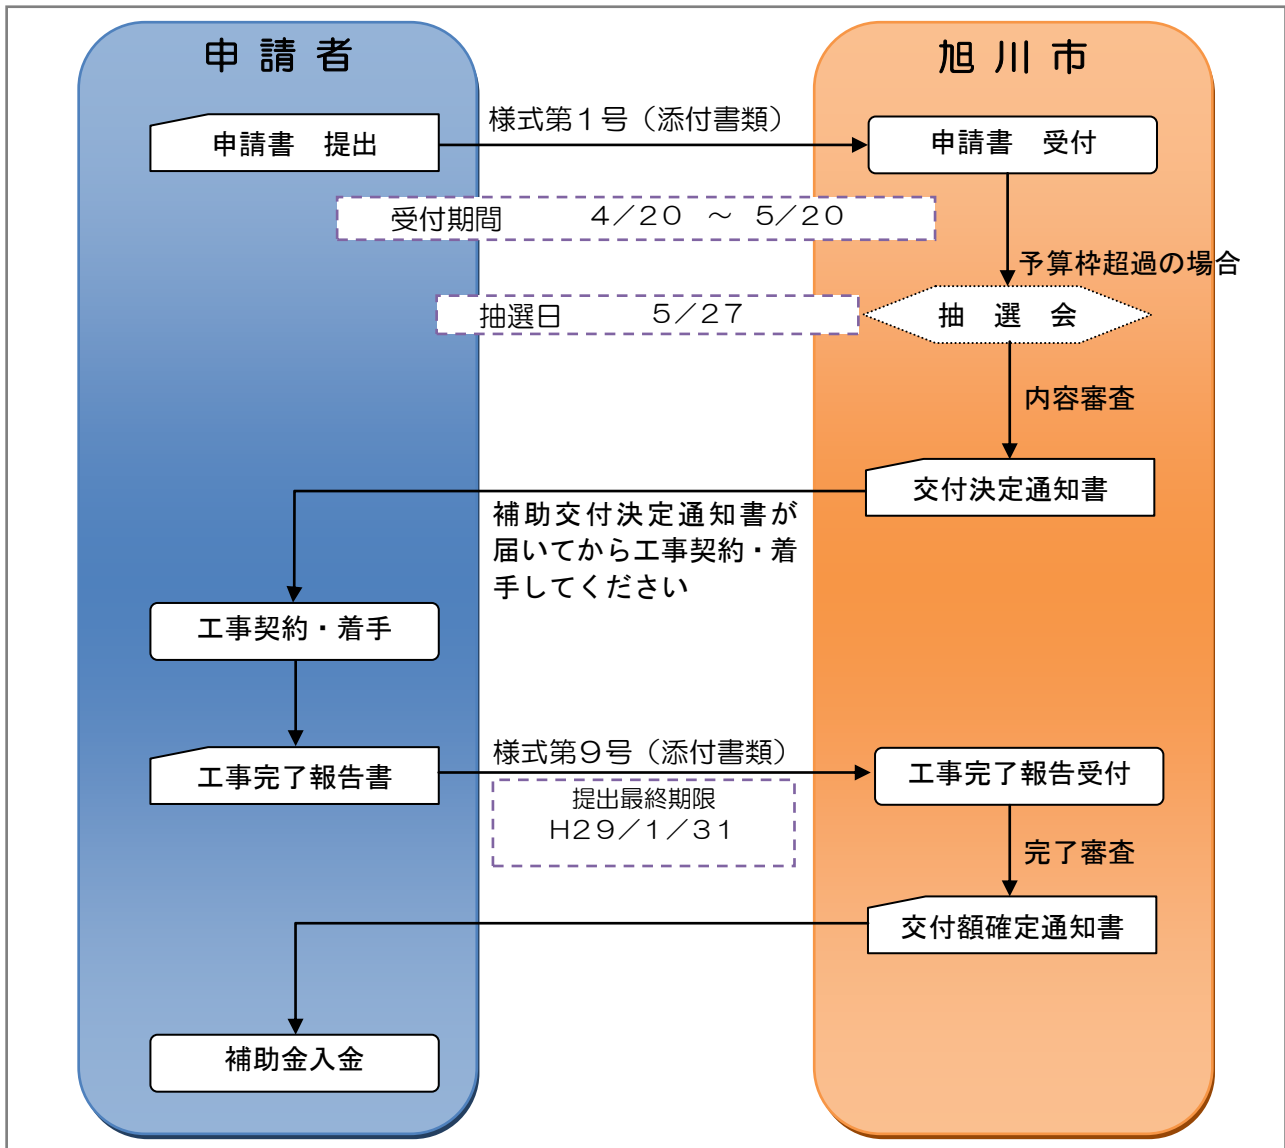 申請者
旭川市
申請書　提出
様式第１号（添付書類）
申請書　受付
受付期間　　４／２０　～　５／２０
予算枠超過の場合
抽選日　　５／２７
抽　選　会
内容審査
交付決定通知書
補助交付決定通知書が
届いてから工事契約・着
手してください
工事契約・着手
工事完了報告書
様式第９号（添付書類）
提出最終期限
Ｈ２９／１／３１
工事完了報告受付
完了審査
交付額確定通知書
補助金入金